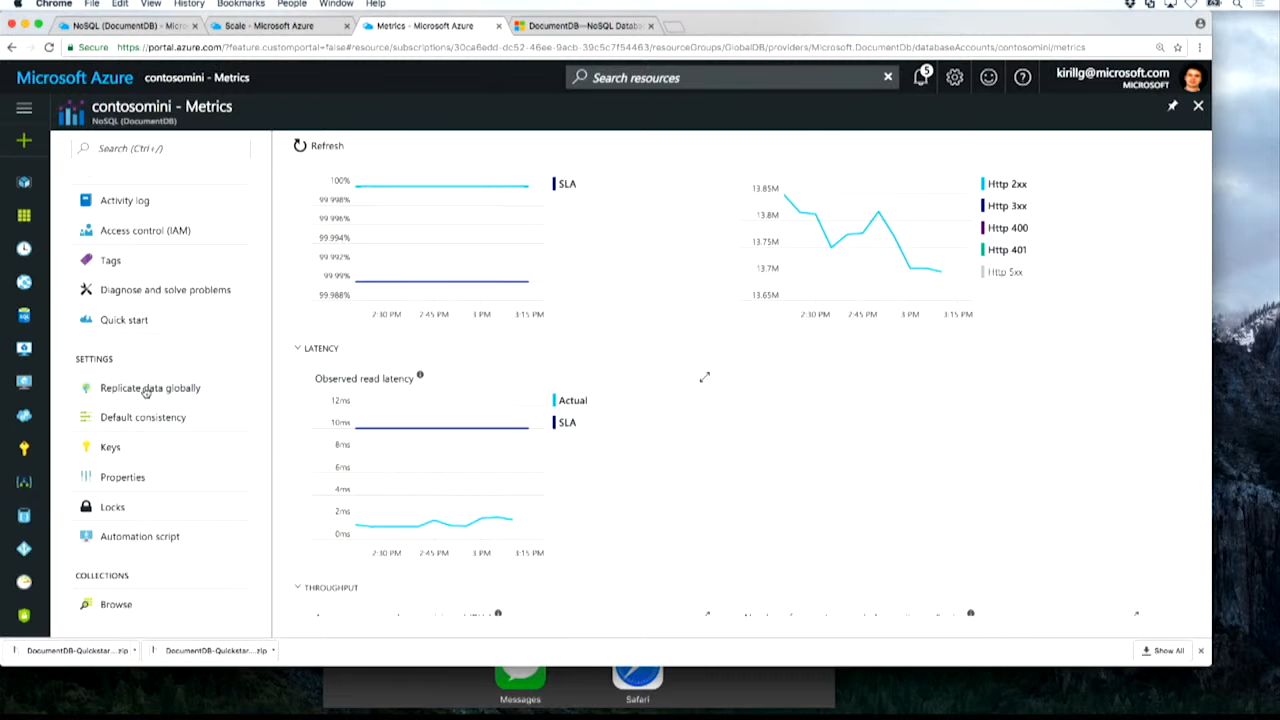 Chrome File Edit View History Bookmarks People Window Help
NoSQL (DocumentDB) - Micro
Scale - Microsoft Azure
Metrics - Microsoft Azure
DocumentDB—NoSQL Databa
Secure https://portal.azure.com/?feature.customportal=false#resource/subscriptions/30ca6edd-dc52-46ee-9acb-39c5c7f54463/resourceGroups/GlobalDB/providers/Microsoft.DocumentDb/databaseAccounts/contosomini/metrics
Microsoft Azure contosomini - Metrics
Search resources
5
kirillg@microsoft.com
MICROSOFT
contosomini - Metrics
NoSQL (DocumentDB)
Search (Ctrl+/)
Activity log
Access control (IAM)
Tags
Diagnose and solve problems
Quick start
SETTINGS
Replicate data globally
Default consistency
Keys
Properties
Locks
Automation script
COLLECTIONS
Browse
Refresh
100%
99.998%
99.996%
99.994%
99.992%
99.99%
99.988%
2:30 PM 2:45 PM 3 PM 3:15 PM
SLA
13.85M
13.8M
13.75M
13.7M
13.65M
2:30 PM 2:45 PM 3 PM 3:15 PM
Http 2xx
Http 3xx
Http 400
Http 401
Http 5xx
LATENCY
Observed read latency
12ms
10ms
8ms
6ms
4ms
2ms
0ms
2:30 PM 2:45 PM 3 PM 3:15 PM
Actual
SLA
THROUGHPUT
DocumentDB-Quickstar....zip
DocumentDB-Quickstar....zip
Show All
Messages
Safari